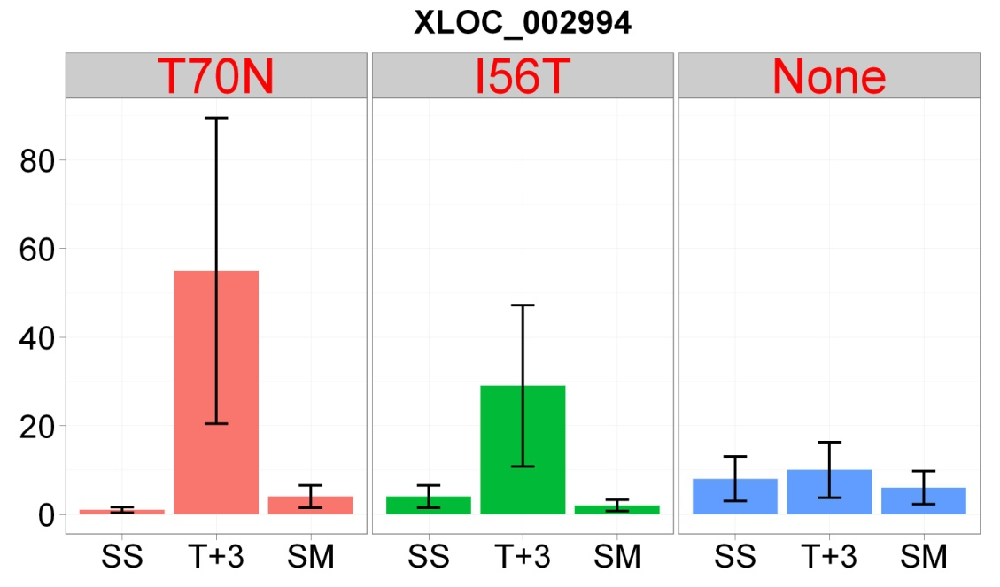 XLOC_002994
T70N I56T None
80
60
40
20
0
SS T+3 SM SS T+3 SM SS T+3 SM